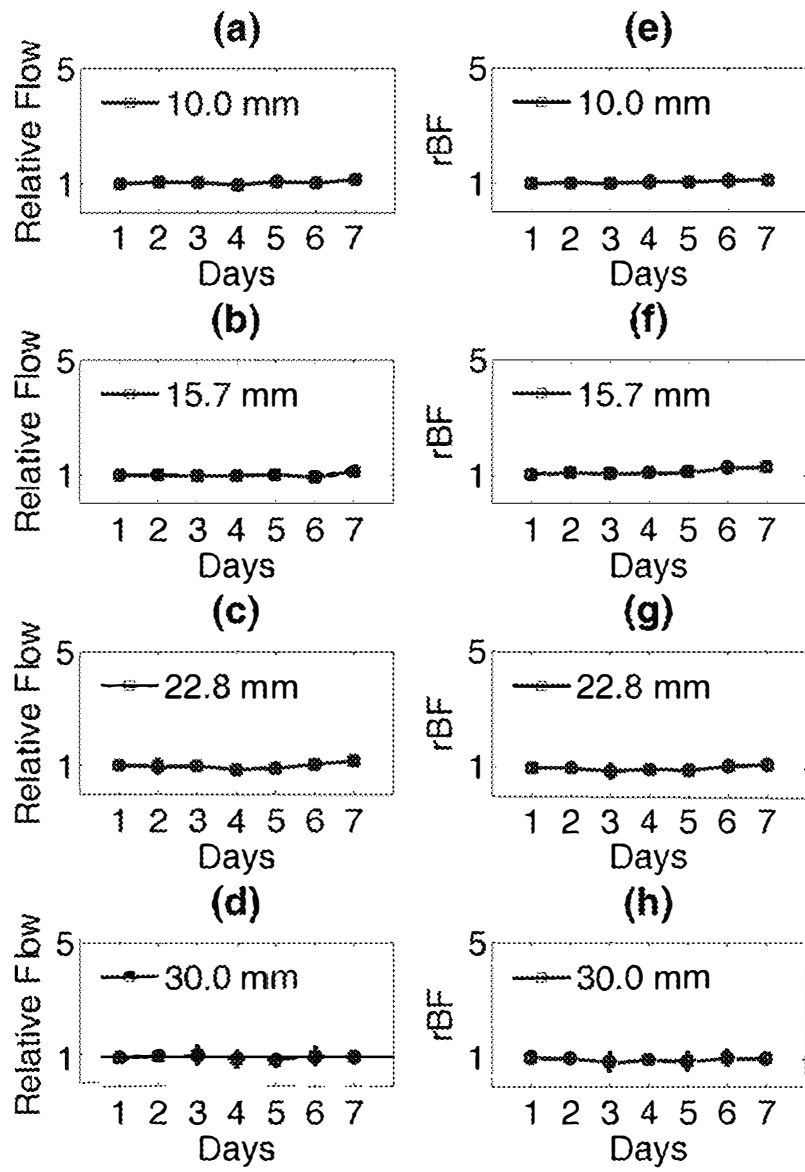 (a)
5
10.0 mm
Relative Flow
1
1 2 3 4 5 6 7
Days
(e)
5
10.0 mm
rBF
1
1 2 3 4 5 6 7
Days
(b)
5
15.7 mm
Relative Flow
1
1 2 3 4 5 6 7
Days
(f)
5
15.7 mm
rBF
1
1 2 3 4 5 6 7
Days
(c)
5
22.8 mm
Relative Flow
1
1 2 3 4 5 6 7
Days
(g)
5
22.8 mm
rBF
1
1 2 3 4 5 6 7
Days
(d)
5
30.0 mm
Relative Flow
1
1 2 3 4 5 6 7
Days
(h)
5
30.0 mm
rBF
1
1 2 3 4 5 6 7
Days